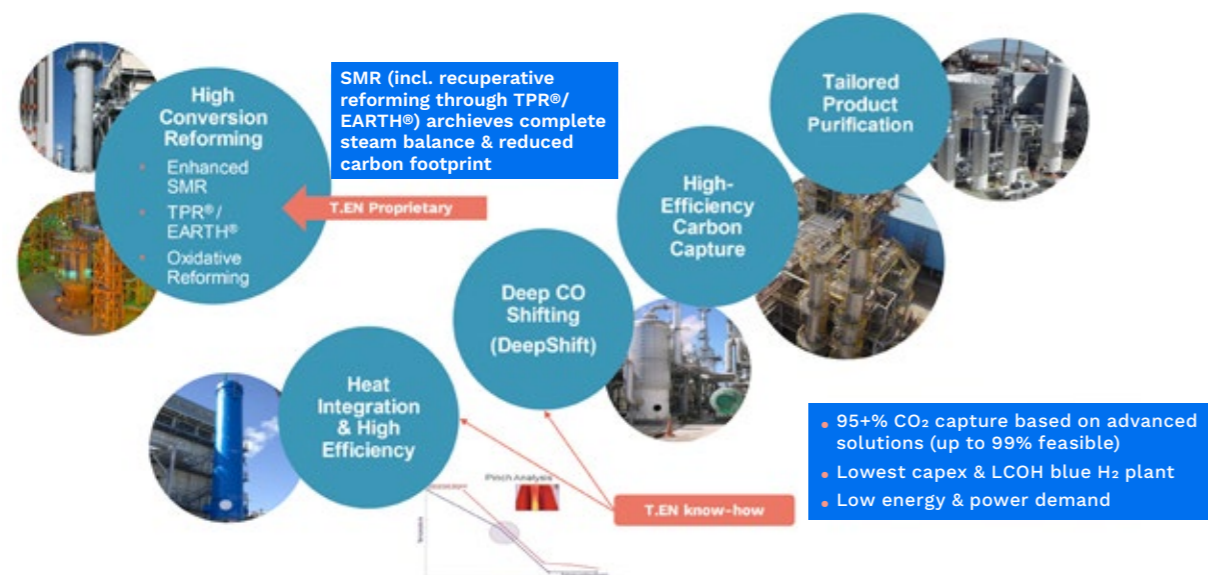 High
Conversion
Reforming
• Enhanced
SMR
• TPR®/
EARTH®
• Oxidative
Reforming
SMR (incl. recuperative
reforming through TPR®/
EARTH®) archieves complete
steam balance & reduced
carbon footprint
T.EN Proprietary
Tailored
Product
Purification
High-
Efficiency
Carbon
Capture
Deep CO
Shifting
(DeepShift)
Heat
Integration
& High
Efficiency
Pinch Analysis
T.EN know-how
• 95+% CO₂ capture based on advanced
solutions (up to 99% feasible)
• Lowest capex & LCOH blue H₂ plant
• Low energy & power demand